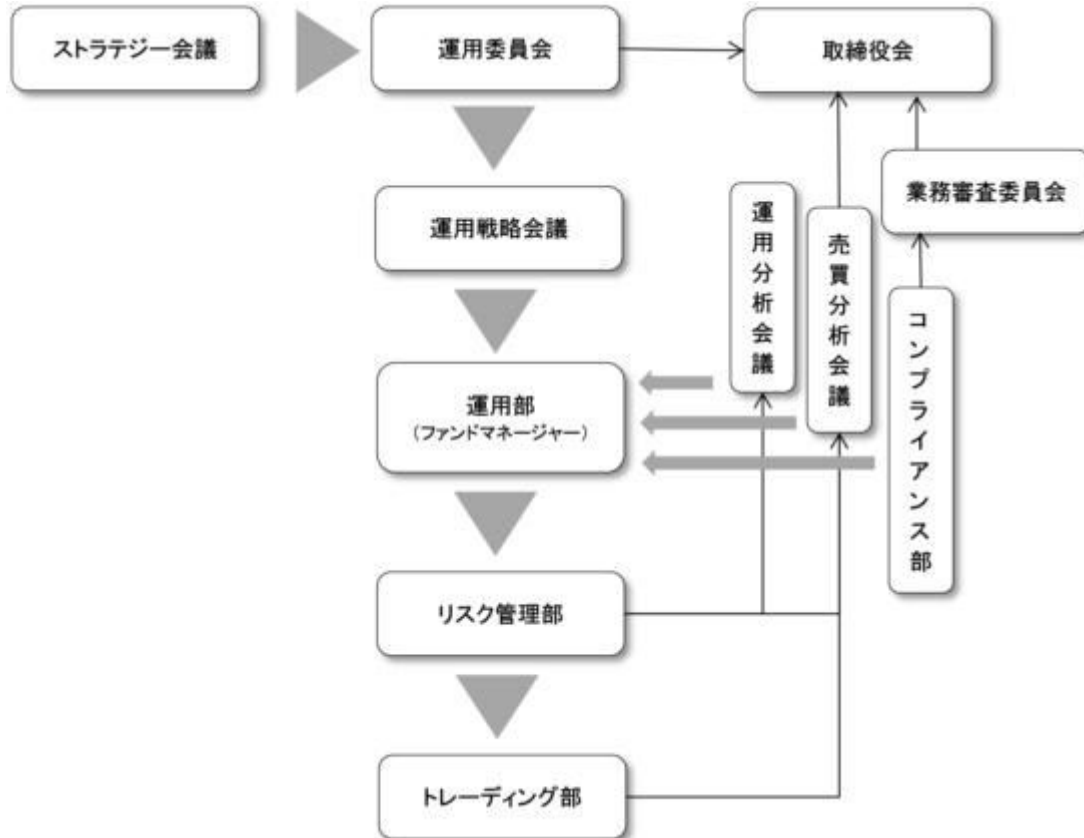 ストラテジー会議
運用委員会
取締役会
業務審査委員会
運用戦略会議
運用分析会議
売買分析会議
コンプライアンス部
運用部
(ファンドマネージャー)
リスク管理部
トレーディング部